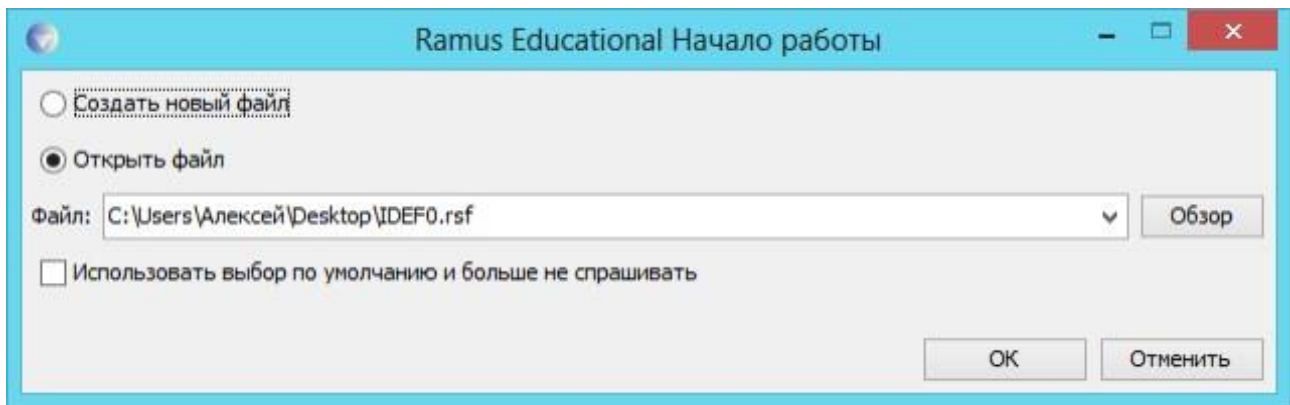 Ramus Educational Начало работы
Создать новый файл
Открыть файл
Файл: C:\Users\Алексей\Desktop\IDEF0.rsf Обзор
Использовать выбор по умолчанию и больше не спрашивать
OK Отменить